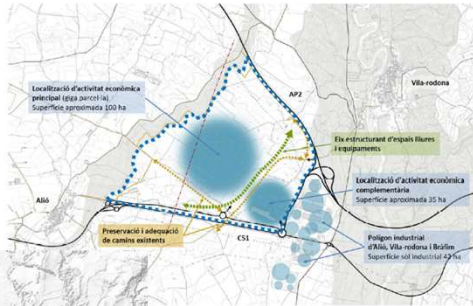 Localització d'activitat econòmica
principal (giga parcel·la)
Superfície aproximada 100 ha
AP2
Vila-rodona
Eix estructurant d'espais lliures
i equipaments
Localització d'activitat econòmica
complementària
Superfície aproximada 35 ha
Alió
Preservació i adequació
de camins existents
C51
Polígon industrial
d'Alió, Vila-rodona i Bràfim
Superfície sòl industrial 42 ha